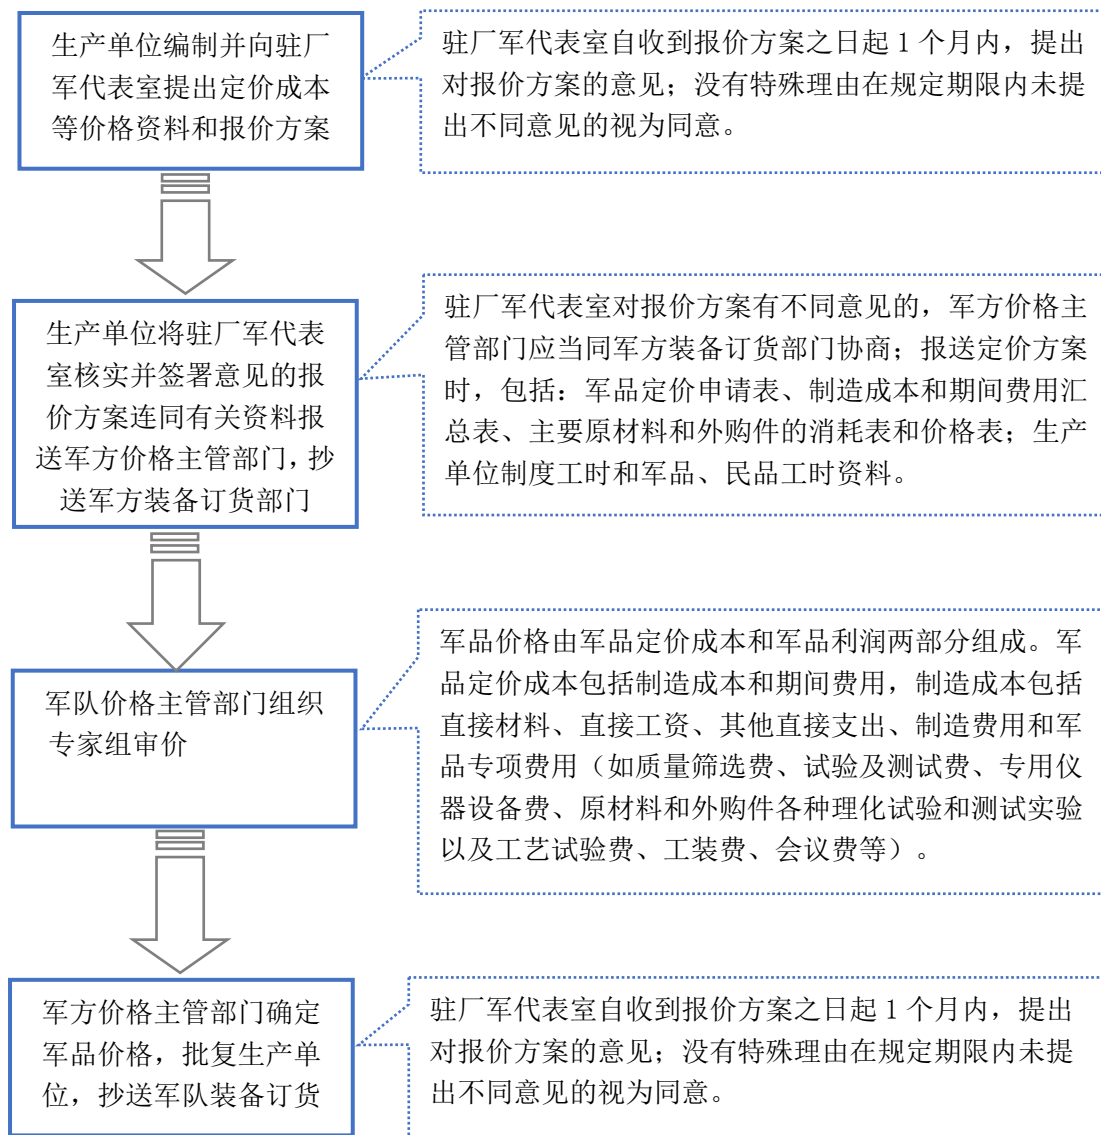 生产单位编制并向驻厂
军代表室提出定价成本
等价格资料和报价方案
驻厂军代表室自收到报价方案之日起 1 个月内，提出
对报价方案的意见；没有特殊理由在规定期限内未提
出不同意见的视为同意。
生产单位将驻厂军代表
室核实并签署意见的报
价方案连同有关资料报
送军方价格主管部门，抄
送军方装备订货部门
驻厂军代表室对报价方案有不同意见的，军方价格主
管部门应当同军方装备订货部门协商；报送定价方案
时，包括：军品定价申请表、制造成本和期间费用汇
总表、主要原材料和外购件的消耗表和价格表；生产
单位制度工时和军品、民品工时资料。
军队价格主管部门组织
专家组审价
军品价格由军品定价成本和军品利润两部分组成。军
品定价成本包括制造成本和期间费用，制造成本包括
直接材料、直接工资、其他直接支出、制造费用和军
品专项费用（如质量筛选费、试验及测试费、专用仪
器设备费、原材料和外购件各种理化试验和测试实验
以及工艺试验费、工装费、会议费等）。
军方价格主管部门确定
军品价格，批复生产单
位，抄送军队装备订货
驻厂军代表室自收到报价方案之日起 1 个月内，提出
对报价方案的意见；没有特殊理由在规定期限内未提
出不同意见的视为同意。